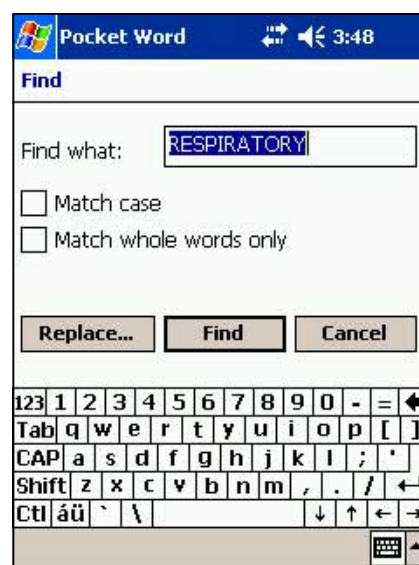 Pocket Word 3:48
Find
Find what: RESPIRATORY
Match case
Match whole words only
Replace... Find Cancel
123 1 2 3 4 5 6 7 8 9 0 - =
Tab q w e r t y u i o p [ ]
CAP a s d f g h j k l ; '
Shift z x c v b n m , . /
Ctl áü ` \